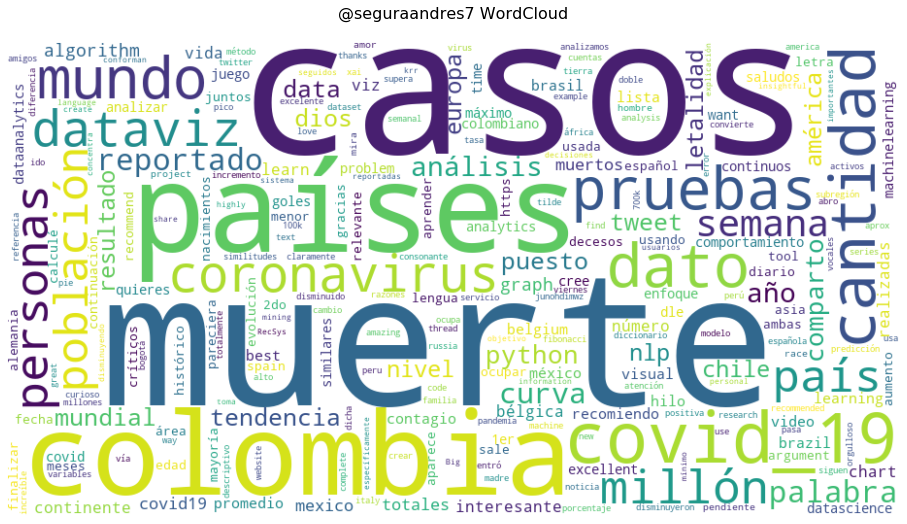 @seguraandres7 WordCloud
casos
muerte
países
colombia
covid_19
coronavirus
cantidad
pruebas
mundo
dataviz
dato
millón
país
población
personas
semana
palabra
python
nlp
chile
curva
análisis
reportado
dios
data
viz
europa
letalidad
américa
algorithm
vida
juego
juntos
analizar
dataanalytics
método
twitter
amigos
conforman
thanks
amor
xai
krr
supera
seguidos
excelente
dataset
love
semanal
virus
analizamos
cuentas
tierra
doble
example
hombre
america
explicación
insightful
importantes
letra
saludos
lista
brasil
time
máximo
colombiano
want
usada
muertos
español
continuos
machinelearning
convierte
analysis
decisiones
áfrica
tasa
mira
pico
language
create
diferencia
concentra
ido
project
incremento
sistema
reportadas
learn
problem
gracias
goles
menor
100k
text
share
highly
nacimientos
recommend
resultado
calculé
continuación
disminuyendo
referencia
pie
great
alemania
curioso
millones
similitudes
claramente
consonante
relevante
aprender
https
analytics
tilde
700k
find
error
tweet
decesos
usando
usuarios
comportamiento
activos
abro
subregión
aprox
series
vocales
tool
diario
realizadas
comparto
año
asia
ambas
puesto
graph
cree
viernes
enfoque
perú
dle
número
lengua
servicio
junohdimwz
razones
cambio
disminuido
evolución
2do
quieres
RecSys
mining
totalmente
bogotá
críticos
histórico
pareciera
best
spain
alto
peru
russia
similares
amazing
ocupa
thread
objetivo
fibonacci
belgium
diccionario
modelo
española
race
predicción
usa
aumento
learning
visual
information
atención
personal
méxico
hilo
ocupar
nivel
code
familia
toma
dicha
tendencia
mundial
fecha
contagio
pandemia
bélgica
recomiendo
positiva
research
recommended
video
orgulloso
siguen
pasa
brazil
argument
use
new
machine
1er
sale
aparece
crear
especificamente
complete
website
descriptivo
mayoría
way
área
edad
vía
meses
variables
covid
finalizar
increíble
continente
covid19
promedio
mexico
italy
madre
totales
Big
entró
interesante
excellent
noticia
porcentaje
mínimo
disminuyeron
pendiente
chart
datascience